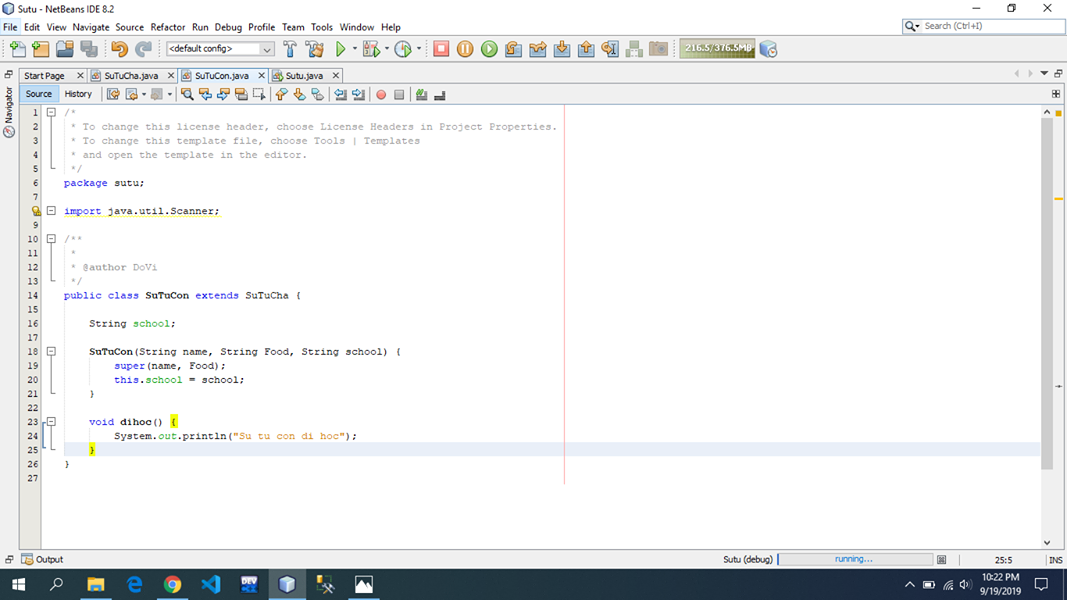 Sutu - NetBeans IDE 8.2
File Edit View Navigate Source Refactor Run Debug Profile Team Tools Window Help
Search (Ctrl+I)
<default config>
216.5/376.5MB
Start Page SuTuCha.java SuTuCon.java Sutu.java
Source History
Navigator
1 /*
2 * To change this license header, choose License Headers in Project Properties.
3 * To change this template file, choose Tools | Templates
4 * and open the template in the editor.
5 */
6 package sutu;
7
import java.util.Scanner;
9
10 /**
11 *
12 * @author DoVi
13 */
14 public class SuTuCon extends SuTuCha {
15
16 String school;
17
18 SuTuCon(String name, String Food, String school) {
19 super(name, Food);
20 this.school = school;
21 }
22
23 void dihoc() {
24 System.out.println("Su tu con di hoc");
25 }
26 }
27
Output
Sutu (debug) running... 25:5 INS
DEV
10:22 PM
9/19/2019